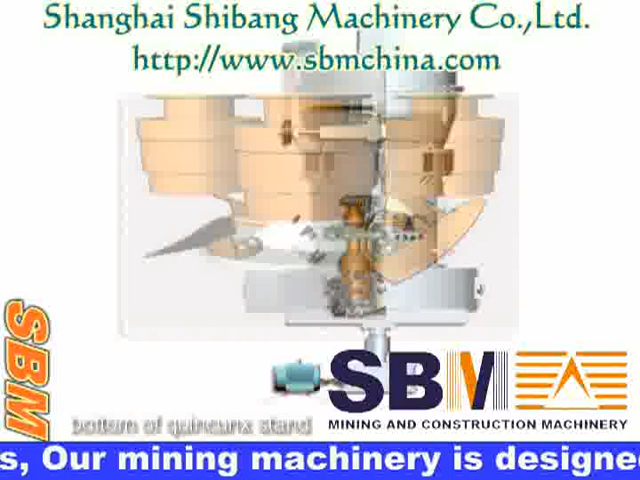 Shanghai Shibang Machinery Co.,Ltd.
http://www.sbmchina.com
SBM
SBM
MINING AND CONSTRUCTION MACHINERY
bottom of quincunx stand
s, Our mining machinery is designe